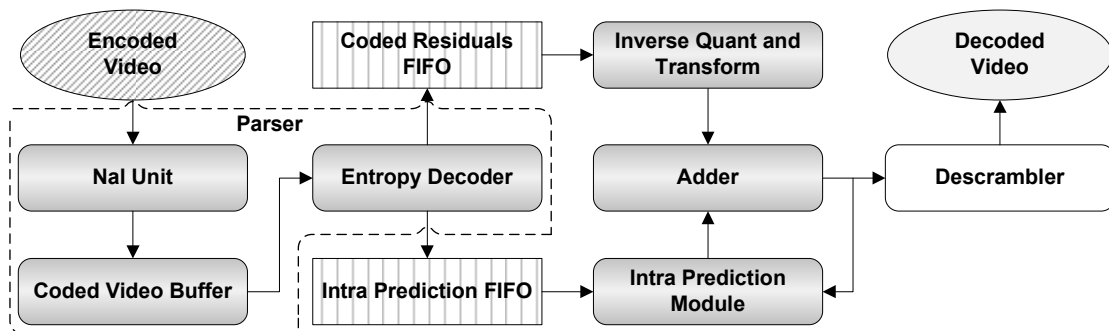 Encoded
Video
Coded Residuals
FIFO
Inverse Quant and
Transform
Decoded
Video
Parser
Nal Unit
Entropy Decoder
Adder
Descrambler
Coded Video Buffer
Intra Prediction FIFO
Intra Prediction
Module